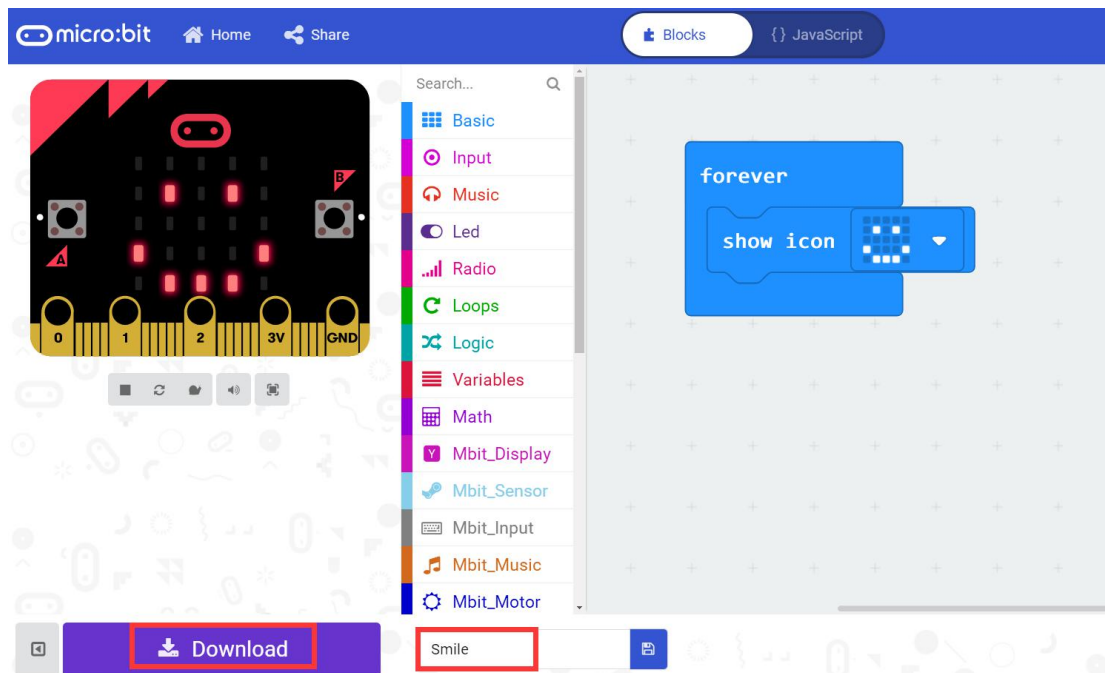 micro:bit Home Share Blocks {} JavaScript
Search...
Basic
Input
Music
Led
Radio
Loops
Logic
Variables
Math
Y Mbit_Display
Mbit_Sensor
Mbit_Input
Mbit_Music
Mbit_Motor
B
A
0 1 2 3V GND
forever
show icon
Download
Smile